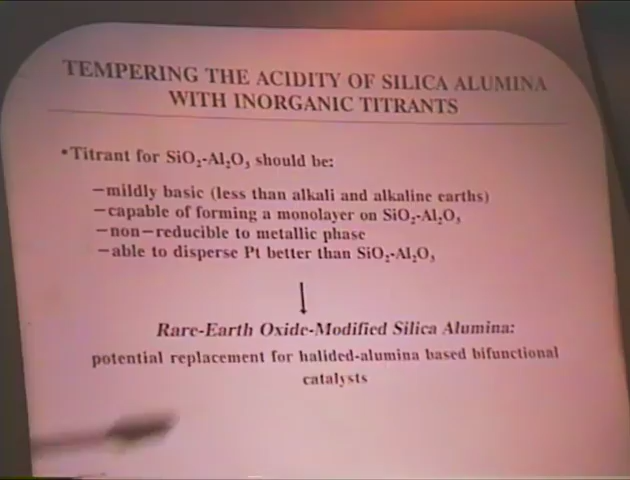 TEMPERING THE ACIDITY OF SILICA ALUMINA
WITH INORGANIC TITRANTS
•Titrant for SiO₂-Al₂O₃ should be:
—mildly basic (less than alkali and alkaline earths)
—capable of forming a monolayer on SiO₂-Al₂O₃
—non-reducible to metallic phase
—able to disperse Pt better than SiO₂-Al₂O₃
Rare-Earth Oxide-Modified Silica Alumina:
potential replacement for halided-alumina based bifunctional
catalysts